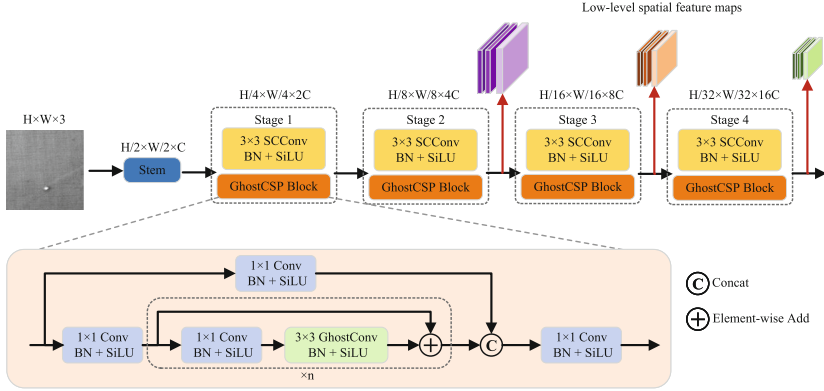 Low-level spatial feature maps
H/4×W/4×2C
H/8×W/8×4C
H/16×W/16×8C
H/32×W/32×16C
H×W×3
H/2×W/2×C
Stem
Stage 1
3×3 SCConv
BN + SiLU
GhostCSP Block
Stage 2
3×3 SCConv
BN + SiLU
GhostCSP Block
Stage 3
3×3 SCConv
BN + SiLU
GhostCSP Block
Stage 4
3×3 SCConv
BN + SiLU
GhostCSP Block
1×1 Conv
BN + SiLU
1×1 Conv
BN + SiLU
1×1 Conv
BN + SiLU
3×3 GhostConv
BN + SiLU
×n
C
1×1 Conv
BN + SiLU
C Concat
+ Element-wise Add